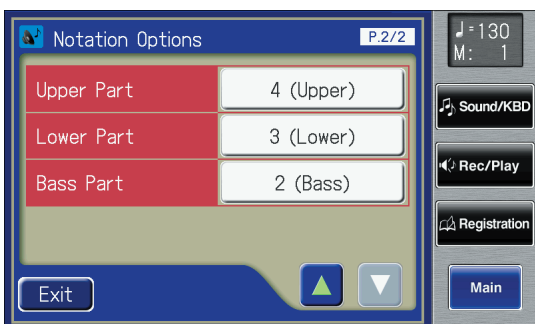 Notation Options P.2/2
Upper Part 4 (Upper)
Lower Part 3 (Lower)
Bass Part 2 (Bass)
Exit
♩=130
M: 1
Sound/KBD
Rec/Play
Registration
Main